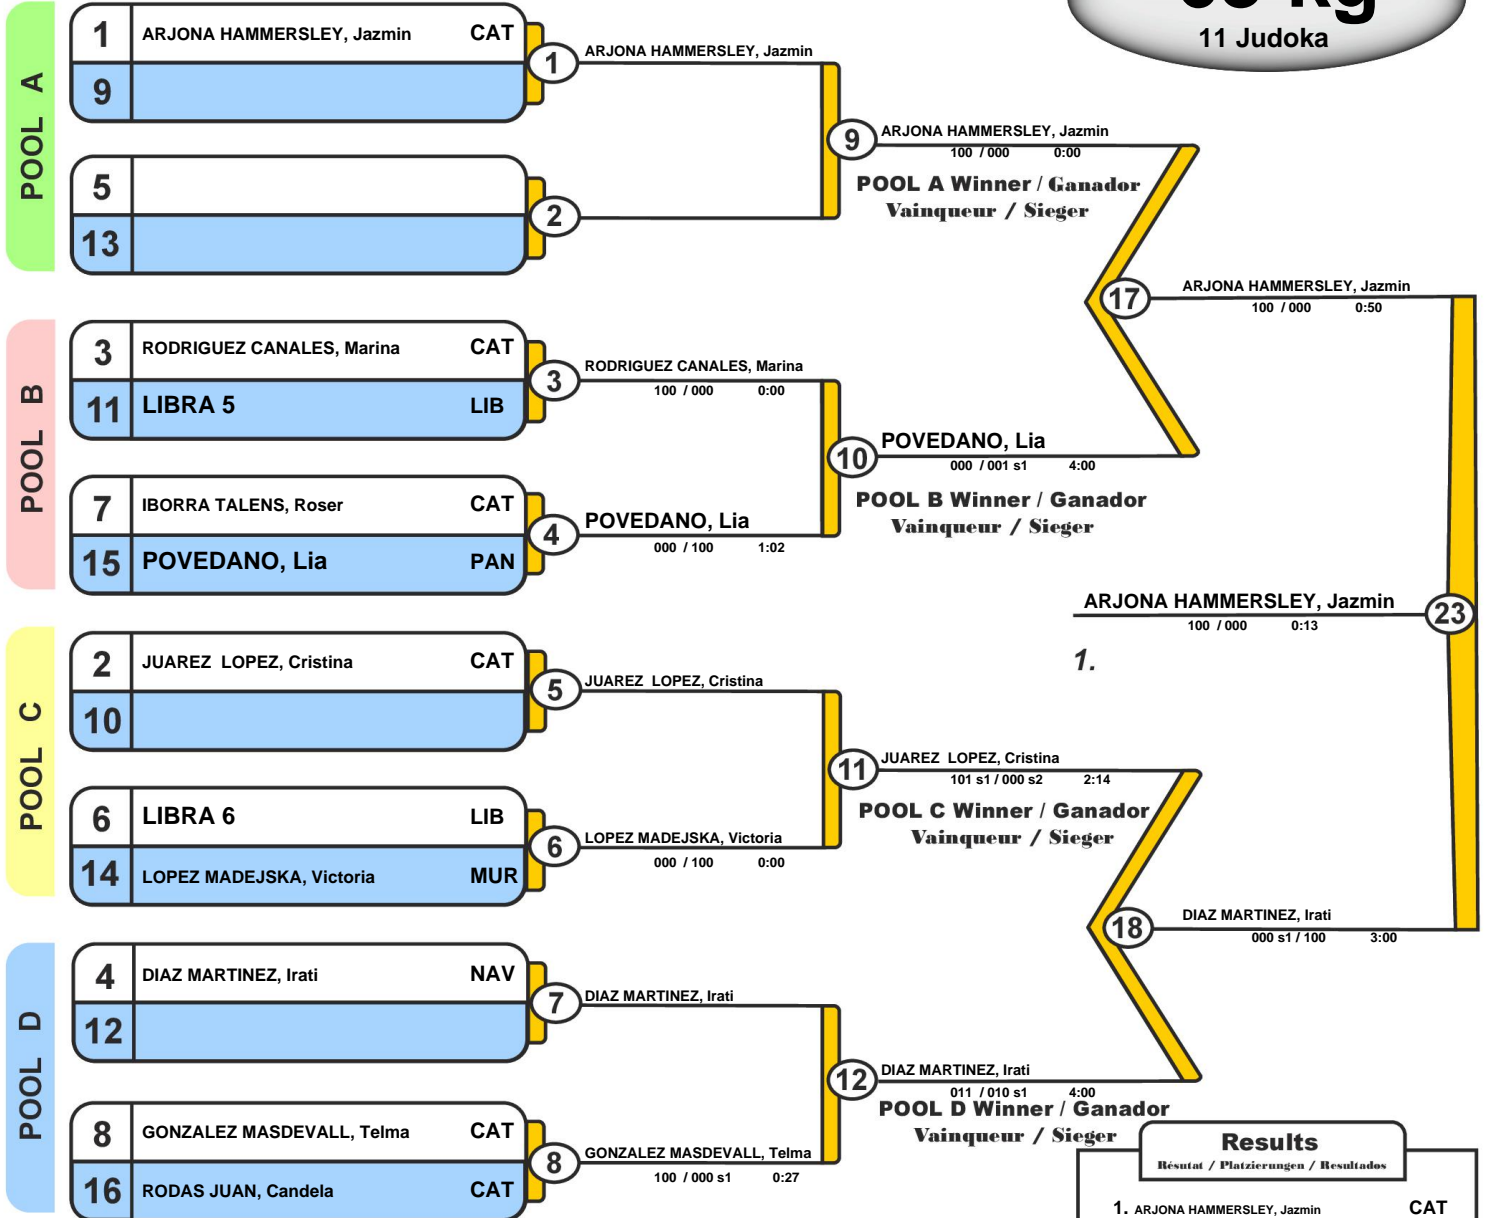 11 Judoka
POOL A
1 ARJONA HAMMERSLEY, Jazmin CAT
9
1 ARJONA HAMMERSLEY, Jazmin
5
13
2
9 ARJONA HAMMERSLEY, Jazmin
100 / 000 0:00
POOL A Winner / Ganador
Vainqueur / Sieger
POOL B
3 RODRIGUEZ CANALES, Marina CAT
11 LIBRA 5 LIB
3 RODRIGUEZ CANALES, Marina
100 / 000 0:00
7 IBORRA TALENS, Roser CAT
15 POVEDANO, Lia PAN
4 POVEDANO, Lia
000 / 100 1:02
10 POVEDANO, Lia
000 / 001 s1 4:00
POOL B Winner / Ganador
Vainqueur / Sieger
17 ARJONA HAMMERSLEY, Jazmin
100 / 000 0:50
ARJONA HAMMERSLEY, Jazmin 23
100 / 000 0:13
1.
POOL C
2 JUAREZ LOPEZ, Cristina CAT
10
5 JUAREZ LOPEZ, Cristina
6 LIBRA 6 LIB
14 LOPEZ MADEJSKA, Victoria MUR
6 LOPEZ MADEJSKA, Victoria
000 / 100 0:00
11 JUAREZ LOPEZ, Cristina
101 s1 / 000 s2 2:14
POOL C Winner / Ganador
Vainqueur / Sieger
18 DIAZ MARTINEZ, Irati
000 s1 / 100 3:00
POOL D
4 DIAZ MARTINEZ, Irati NAV
12
7 DIAZ MARTINEZ, Irati
8 GONZALEZ MASDEVALL, Telma CAT
16 RODAS JUAN, Candela CAT
8 GONZALEZ MASDEVALL, Telma
100 / 000 s1 0:27
12 DIAZ MARTINEZ, Irati
011 / 010 s1 4:00
POOL D Winner / Ganador
Vainqueur / Sieger
Results
Résutat / Platzierungen / Resultados
1. ARJONA HAMMERSLEY, Jazmin CAT